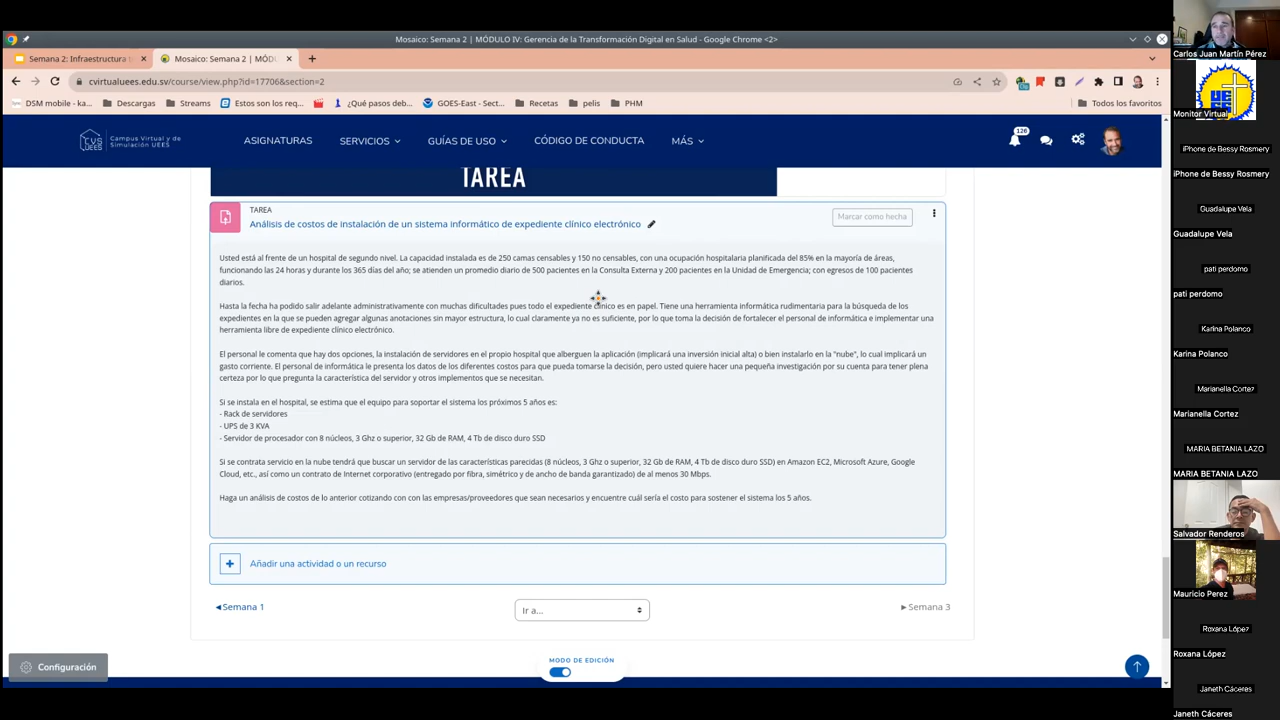 Mosaico: Semana 2 | MÓDULO IV: Gerencia de la Transformación Digital en Salud - Google Chrome <2>
Semana 2: Infraestructura t
Mosaico: Semana 2 | MÓDU
cvirtualuees.edu.sv/course/view.php?id=17706&section=2
DSM mobile - ka...
Descargas
Streams
Estos son los req...
¿Qué pasos deb...
GOES-East - Sect...
Recetas
pelis
PHM
Todos los favoritos
Campus Virtual y de
Simulación UEES
ASIGNATURAS
SERVICIOS
GUÍAS DE USO
CÓDIGO DE CONDUCTA
MÁS
126
TAREA
TAREA
Análisis de costos de instalación de un sistema informático de expediente clínico electrónico
Marcar como hecha
Usted está al frente de un hospital de segundo nivel. La capacidad instalada es de 250 camas censables y 150 no censables, con una ocupación hospitalaria planificada del 85% en la mayoría de áreas,
funcionando las 24 horas y durante los 365 días del año; se atienden un promedio diario de 500 pacientes en la Consulta Externa y 200 pacientes en la Unidad de Emergencia; con egresos de 100 pacientes
diarios.
Hasta la fecha ha podido salir adelante administrativamente con muchas dificultades pues todo el expediente clínico es en papel. Tiene una herramienta informática rudimentaria para la búsqueda de los
expedientes en la que se pueden agregar algunas anotaciones sin mayor estructura, lo cual claramente ya no es suficiente, por lo que toma la decisión de fortalecer el personal de informática e implementar una
herramienta libre de expediente clínico electrónico.
El personal le comenta que hay dos opciones, la instalación de servidores en el propio hospital que alberguen la aplicación (implicará una inversión inicial alta) o bien instalarlo en la "nube", lo cual implicará un
gasto corriente. El personal de informática le presenta los datos de los diferentes costos para que pueda tomarse la decisión, pero usted quiere hacer una pequeña investigación por su cuenta para tener plena
certeza por lo que pregunta la característica del servidor y otros implementos que se necesitan.
Si se instala en el hospital, se estima que el equipo para soportar el sistema los próximos 5 años es:
- Rack de servidores
- UPS de 3 KVA
- Servidor de procesador con 8 núcleos, 3 Ghz o superior, 32 Gb de RAM, 4 Tb de disco duro SSD
Si se contrata servicio en la nube tendrá que buscar un servidor de las características parecidas (8 núcleos, 3 Ghz o superior, 32 Gb de RAM, 4 Tb de disco duro SSD) en Amazon EC2, Microsoft Azure, Google
Cloud, etc., así como un contrato de Internet corporativo (entregado por fibra, simétrico y de ancho de banda garantizado) de al menos 30 Mbps.
Haga un análisis de costos de lo anterior cotizando con con las empresas/proveedores que sean necesarios y encuentre cuál sería el costo para sostener el sistema los 5 años.
Añadir una actividad o un recurso
◀Semana 1
Ir a...
▶Semana 3
MODO DE EDICIÓN
Configuración
Carlos Juan Martín Pérez
UEES
Monitor Virtual
iPhone de Bessy Rosmery
iPhone de Bessy Rosmery
Guadalupe Vela
Guadalupe Vela
pati perdomo
pati perdomo
Karina Polanco
Karina Polanco
Marianella Cortez
Marianella Cortez
MARIA BETANIA LAZO
MARIA BETANIA LAZO
Salvador Renderos
Mauricio Perez
Roxana López
Roxana López
Janeth Cáceres
Janeth Cáceres